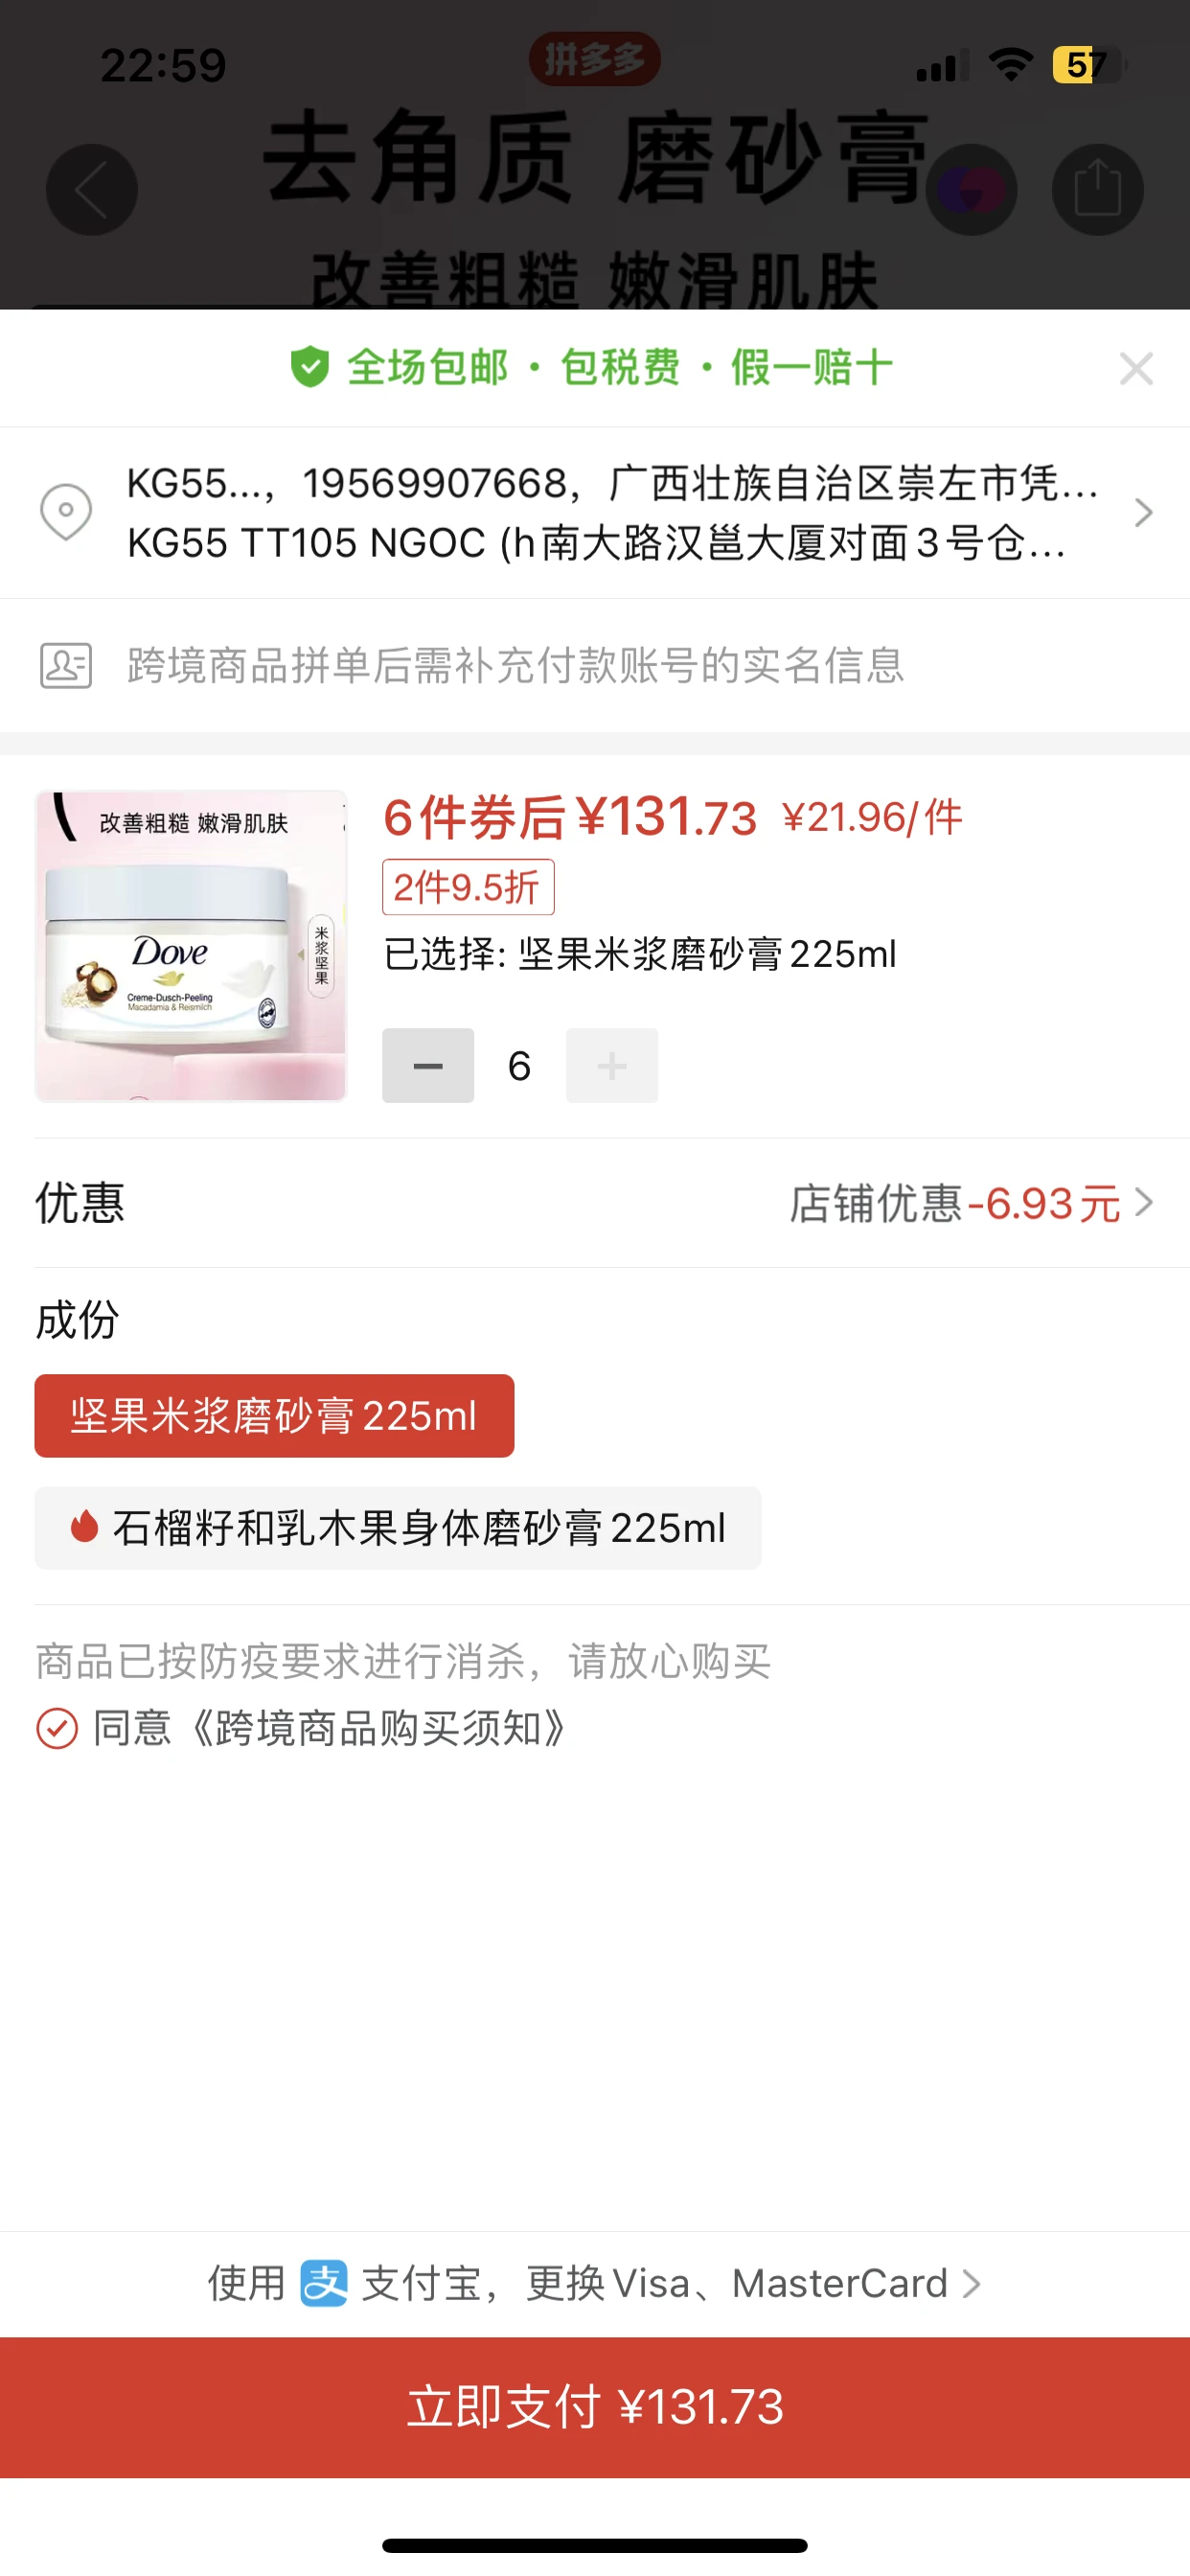 22:59
拼多多
57
去角质 磨砂膏
改善粗糙 嫩滑肌肤
全场包邮 · 包税费 · 假一赔十
KG55...，19569907668，广西壮族自治区崇左市凭...
KG55 TT105 NGOC (h南大路汉邕大厦对面3号仓...
跨境商品拼单后需补充付款账号的实名信息
改善粗糙 嫩滑肌肤
Dove
Creme-Dusch-Peeling
Macadamia & Reismilch
米浆坚果
6件券后¥131.73 ¥21.96/件
2件9.5折
已选择: 坚果米浆磨砂膏225ml
6
优惠
店铺优惠-6.93元
成份
坚果米浆磨砂膏225ml
石榴籽和乳木果身体磨砂膏225ml
商品已按防疫要求进行消杀，请放心购买
同意《跨境商品购买须知》
使用 支 支付宝，更换Visa、MasterCard
立即支付 ¥131.73